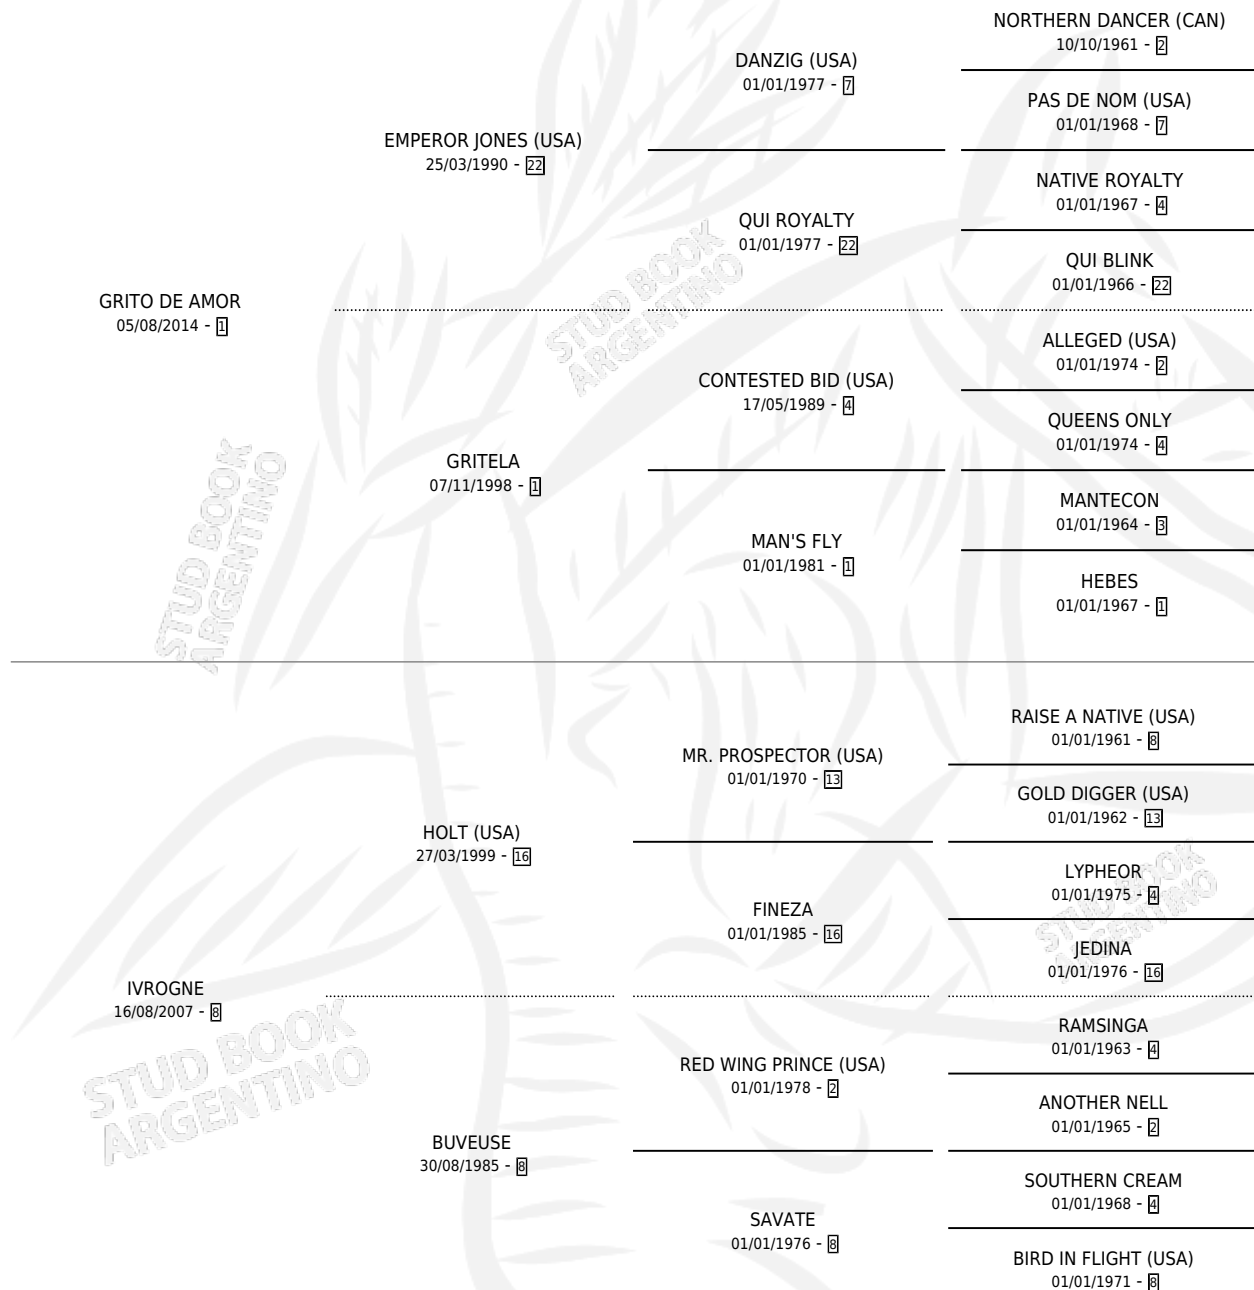 NORTHERN DANCER (CAN)
10/10/1961 - 2
DANZIG (USA)
01/01/1977 - 7
PAS DE NOM (USA)
01/01/1968 - 7
EMPEROR JONES (USA)
25/03/1990 - 22
NATIVE ROYALTY
01/01/1967 - 4
QUI ROYALTY
01/01/1977 - 22
QUI BLINK
01/01/1966 - 22
GRITO DE AMOR
05/08/2014 - 1
STUD BOOK
ARGENTINO
ALLEGED (USA)
01/01/1974 - 2
CONTESTED BID (USA)
17/05/1989 - 4
QUEENS ONLY
01/01/1974 - 4
GRITELA
07/11/1998 - 1
STUD BOOK
ARGENTINO
MANTECON
01/01/1964 - 3
MAN'S FLY
01/01/1981 - 1
HEBES
01/01/1967 - 1
RAISE A NATIVE (USA)
01/01/1961 - 8
MR. PROSPECTOR (USA)
01/01/1970 - 13
GOLD DIGGER (USA)
01/01/1962 - 13
HOLT (USA)
27/03/1999 - 16
LYPHEOR
01/01/1975 - 4
STUD BOOK
ARGENTINO
FINEZA
01/01/1985 - 16
JEDINA
01/01/1976 - 16
IVROGNE
16/08/2007 - 8
STUD BOOK
ARGENTINO
RAMSINGA
01/01/1963 - 4
RED WING PRINCE (USA)
01/01/1978 - 2
ANOTHER NELL
01/01/1965 - 2
BUVEUSE
30/08/1985 - 8
SOUTHERN CREAM
01/01/1968 - 4
SAVATE
01/01/1976 - 8
BIRD IN FLIGHT (USA)
01/01/1971 - 8